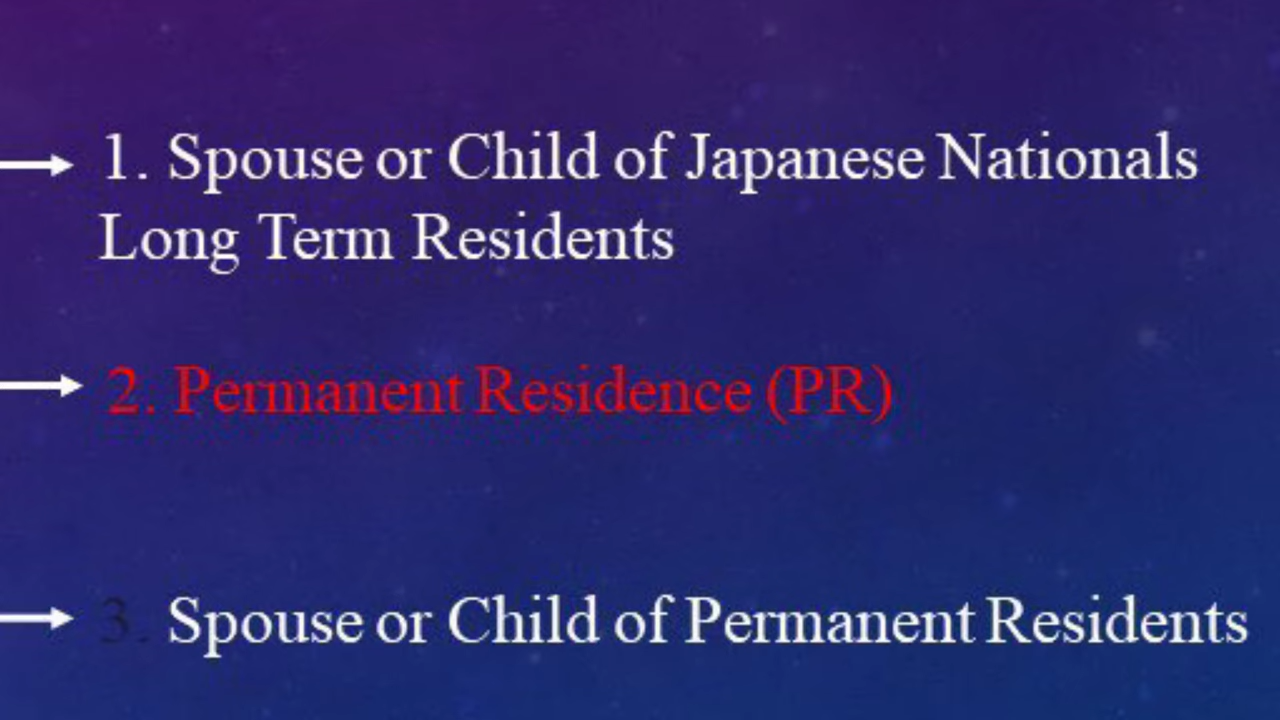 1. Spouse or Child of Japanese Nationals
Long Term Residents
2. Permanent Residence (PR)
3. Spouse or Child of Permanent Residents